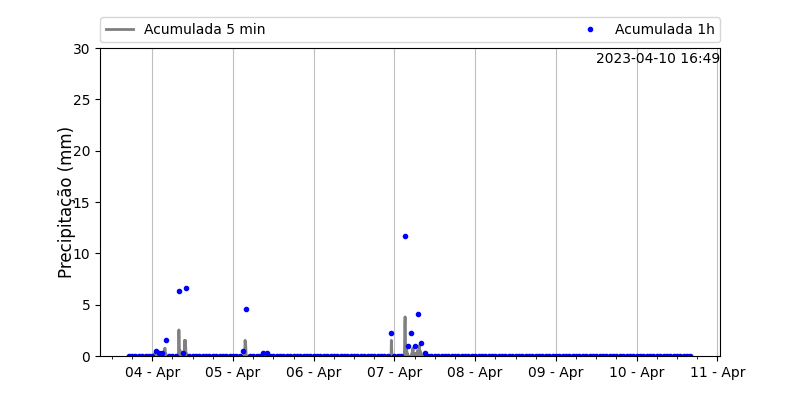 Acumulada 5 min
Acumulada 1h
2023-04-10 16:49
Precipitação (mm)
30
25
20
15
10
5
0
04 - Apr
05 - Apr
06 - Apr
07 - Apr
08 - Apr
09 - Apr
10 - Apr
11 - Apr